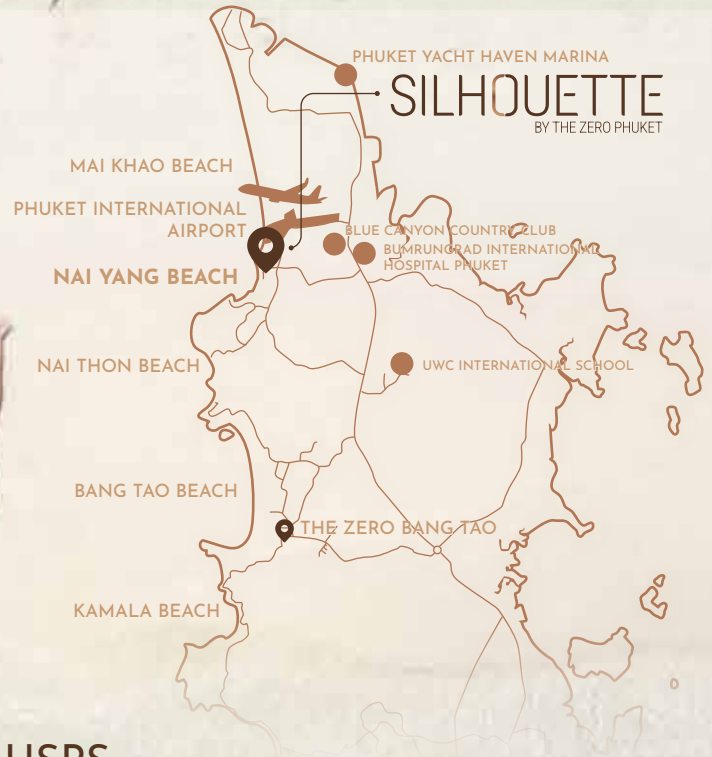 PHUKET YACHT HAVEN MARINA
SILHOUETTE
BY THE ZERO PHUKET
MAI KHAO BEACH
PHUKET INTERNATIONAL
AIRPORT
BLUE CANYON COUNTRY CLUB
BUMRUNGRAD INTERNATIONAL
HOSPITAL PHUKET
NAI YANG BEACH
NAI THON BEACH
UWC INTERNATIONAL SCHOOL
BANG TAO BEACH
THE ZERO BANG TAO
KAMALA BEACH
USPS